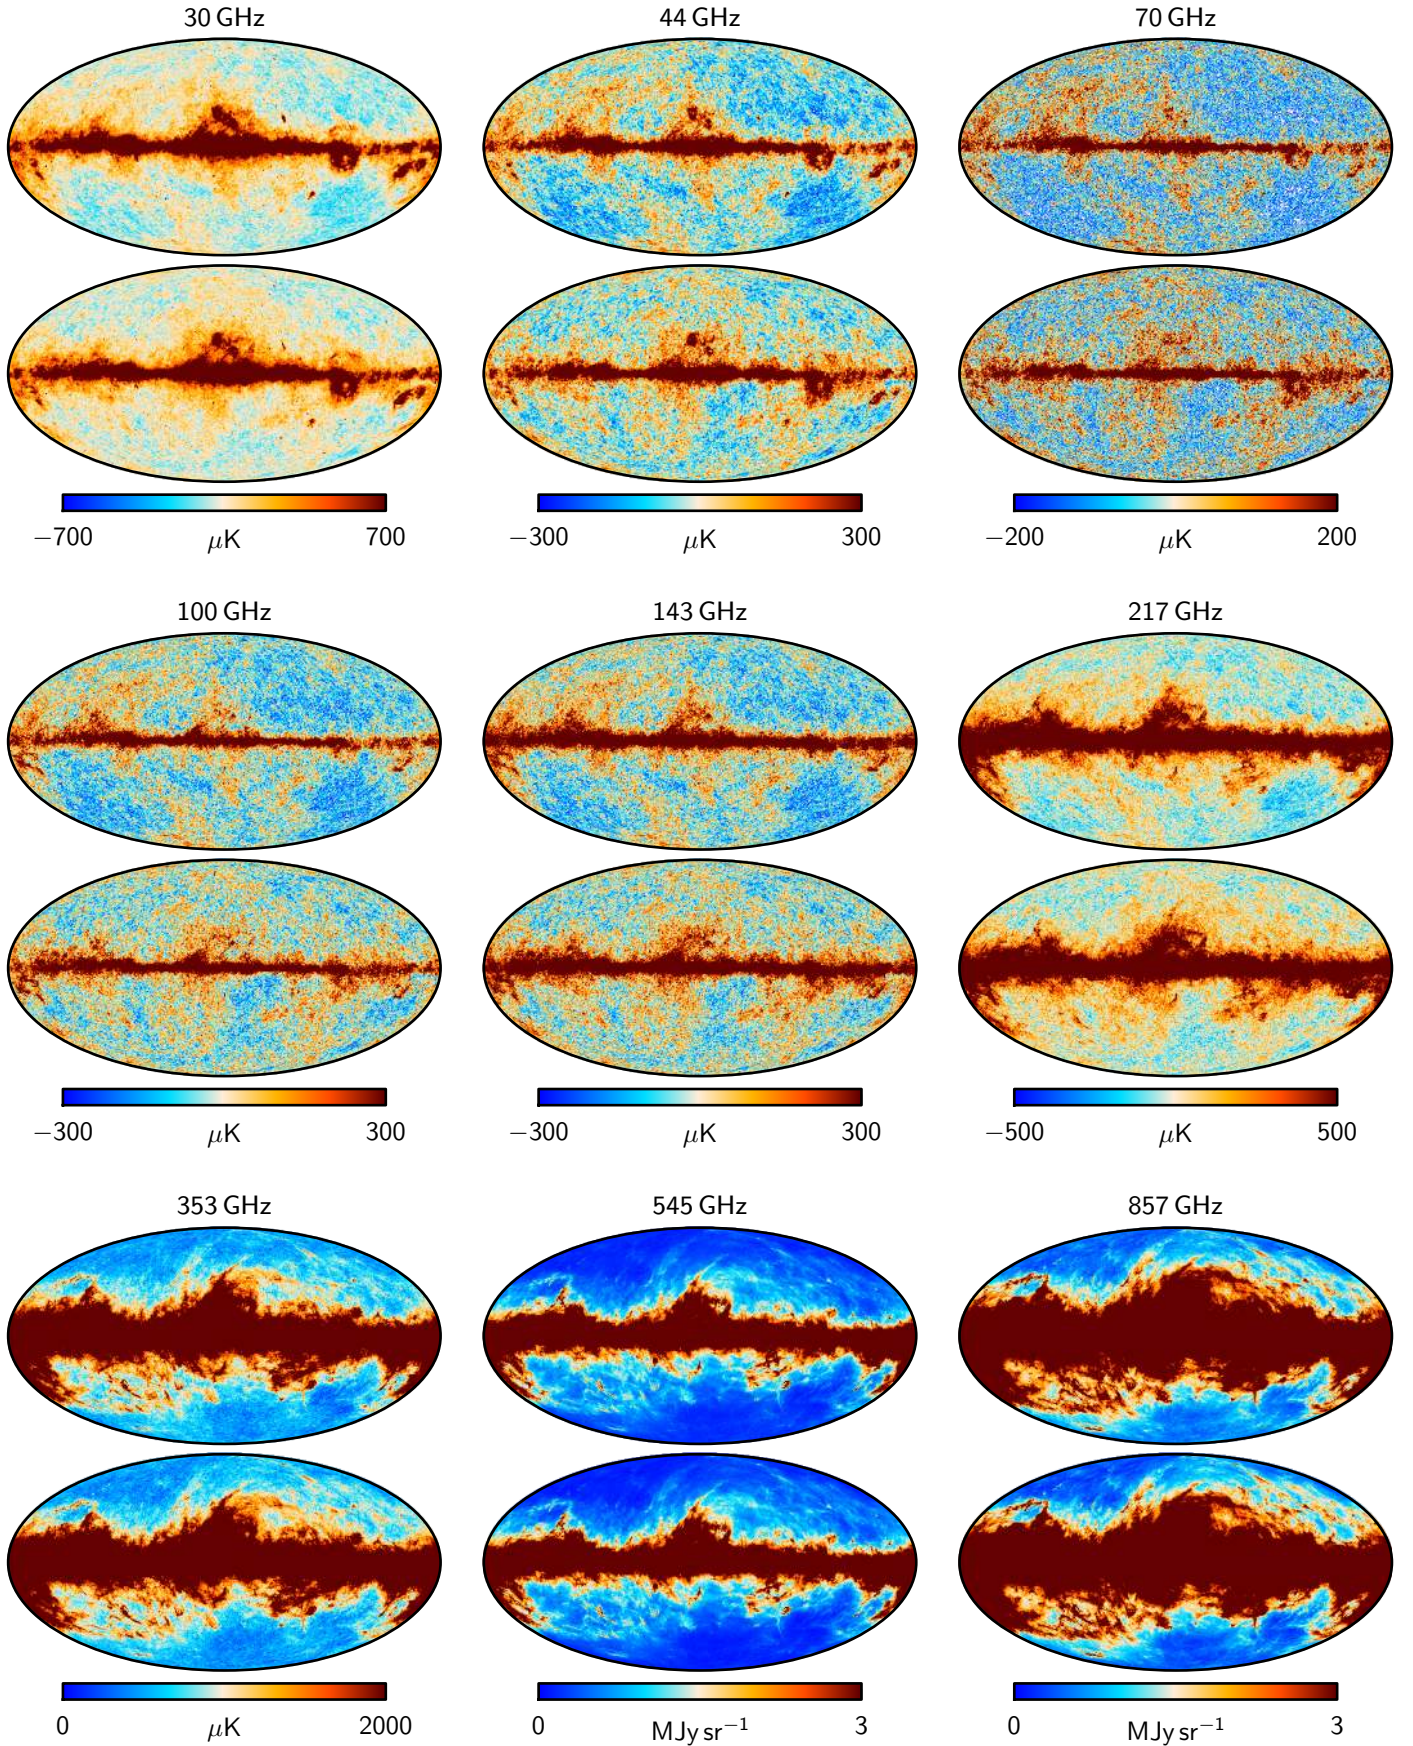 30 GHz 44 GHz 70 GHz
−700 μK 700 −300 μK 300 −200 μK 200
100 GHz 143 GHz 217 GHz
−300 μK 300 −300 μK 300 −500 μK 500
353 GHz 545 GHz 857 GHz
0 μK 2000 0 MJy sr⁻¹ 3 0 MJy sr⁻¹ 3